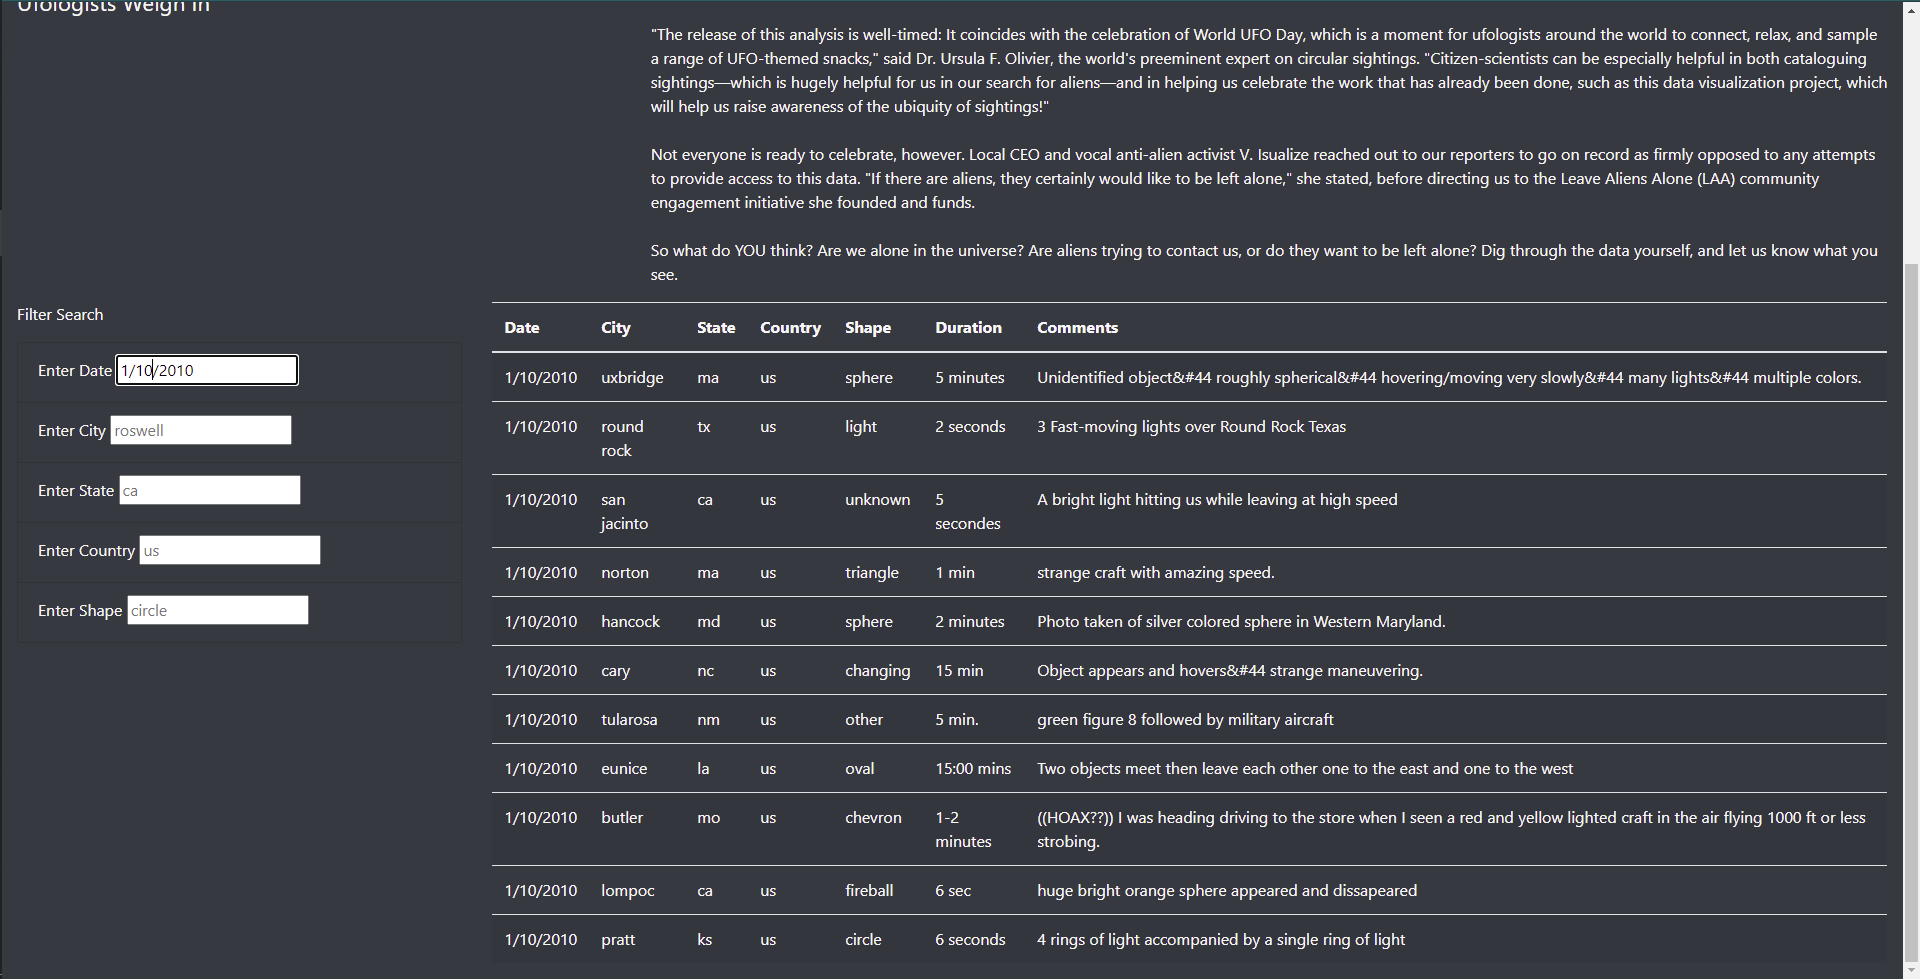 Ufologists Weigh In
"The release of this analysis is well-timed: It coincides with the celebration of World UFO Day, which is a moment for ufologists around the world to connect, relax, and sample
a range of UFO-themed snacks," said Dr. Ursula F. Olivier, the world's preeminent expert on circular sightings. "Citizen-scientists can be especially helpful in both cataloguing
sightings—which is hugely helpful for us in our search for aliens—and in helping us celebrate the work that has already been done, such as this data visualization project, which
will help us raise awareness of the ubiquity of sightings!"
Not everyone is ready to celebrate, however. Local CEO and vocal anti-alien activist V. Isualize reached out to our reporters to go on record as firmly opposed to any attempts
to provide access to this data. "If there are aliens, they certainly would like to be left alone," she stated, before directing us to the Leave Aliens Alone (LAA) community
engagement initiative she founded and funds.
So what do YOU think? Are we alone in the universe? Are aliens trying to contact us, or do they want to be left alone? Dig through the data yourself, and let us know what you
see.
Filter Search
Enter Date 1/10/2010
Enter City roswell
Enter State ca
Enter Country us
Enter Shape circle
Date City State Country Shape Duration Comments
1/10/2010 uxbridge ma us sphere 5 minutes Unidentified object&#44 roughly spherical&#44 hovering/moving very slowly&#44 many lights&#44 multiple colors.
1/10/2010 round tx us light 2 seconds 3 Fast-moving lights over Round Rock Texas
rock
1/10/2010 san ca us unknown 5 A bright light hitting us while leaving at high speed
jacinto secondes
1/10/2010 norton ma us triangle 1 min strange craft with amazing speed.
1/10/2010 hancock md us sphere 2 minutes Photo taken of silver colored sphere in Western Maryland.
1/10/2010 cary nc us changing 15 min Object appears and hovers&#44 strange maneuvering.
1/10/2010 tularosa nm us other 5 min. green figure 8 followed by military aircraft
1/10/2010 eunice la us oval 15:00 mins Two objects meet then leave each other one to the east and one to the west
1/10/2010 butler mo us chevron 1-2 ((HOAX??)) I was heading driving to the store when I seen a red and yellow lighted craft in the air flying 1000 ft or less
minutes strobing.
1/10/2010 lompoc ca us fireball 6 sec huge bright orange sphere appeared and dissapeared
1/10/2010 pratt ks us circle 6 seconds 4 rings of light accompanied by a single ring of light